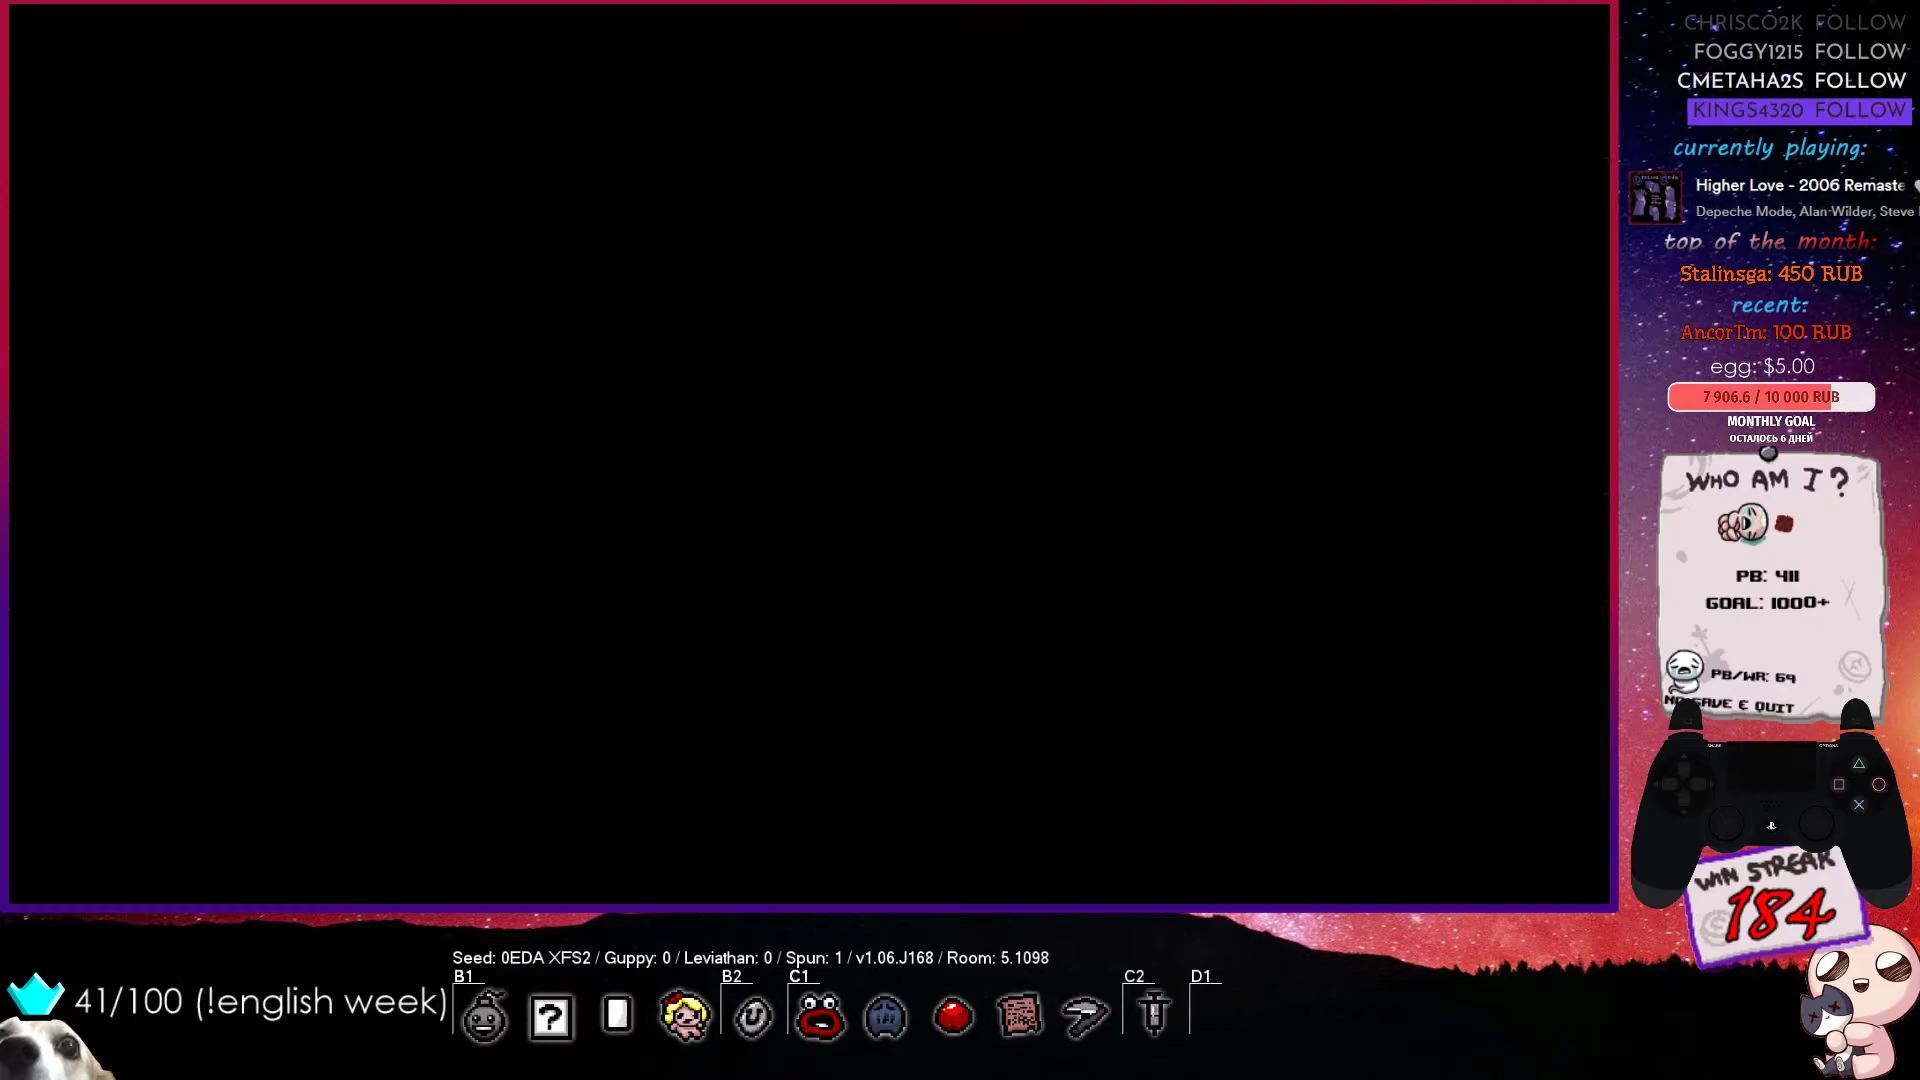 CHRISCO2K FOLLOW
FOGGY1215 FOLLOW
CMETAHA2S FOLLOW
KINGS4320 FOLLOW
currently playing:
Higher Love - 2006 Remaste
Depeche Mode, Alan Wilder, Steve
top of the month:
Stalinsga: 450 RUB
recent:
AncorTm: 100 RUB
egg: $5.00
7 906.6 / 10 000 RUB
MONTHLY GOAL
ОСТАЛОСЬ 6 ДНЕЙ
WHO AM I?
PB: 411
GOAL: 1000+
PB/WR: 69
NO SAVE & QUIT
SHARE
OPTIONS
WIN STREAK
184
Seed: 0EDA XFS2 / Guppy: 0 / Leviathan: 0 / Spun: 1 / v1.06.J168 / Room: 5.1098
B1 B2 C1 C2 D1
?
41/100 (!english week)